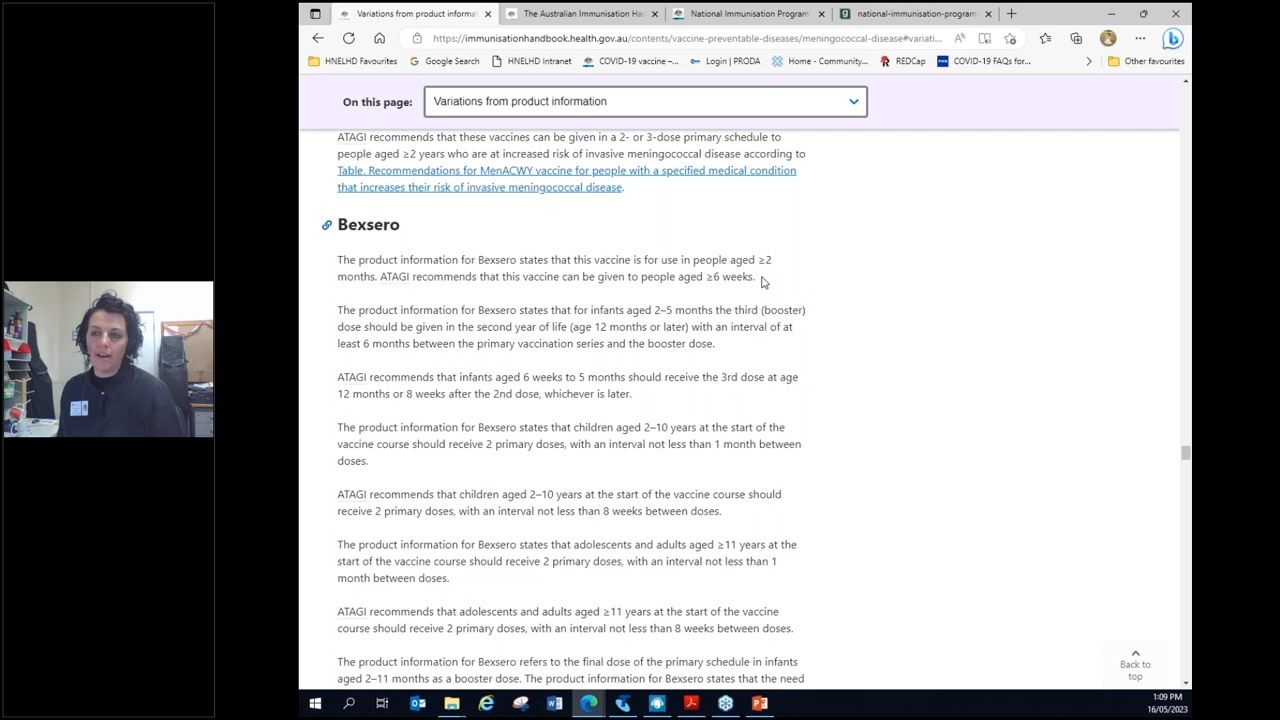 Variations from product informa
The Australian Immunisation Ha
National Immunisation Program
national-immunisation-program
https://immunisationhandbook.health.gov.au/contents/vaccine-preventable-diseases/meningococcal-disease#variati...
HNELHD Favourites
Google Search
HNELHD Intranet
COVID-19 vaccine –...
Login | PRODA
Home - Community...
REDCap
COVID-19 FAQs for...
Other favourites
On this page:
Variations from product information
ATAGI recommends that these vaccines can be given in a 2- or 3-dose primary schedule to
people aged ≥2 years who are at increased risk of invasive meningococcal disease according to
Table. Recommendations for MenACWY vaccine for people with a specified medical condition
that increases their risk of invasive meningococcal disease.
Bexsero
The product information for Bexsero states that this vaccine is for use in people aged ≥2
months. ATAGI recommends that this vaccine can be given to people aged ≥6 weeks.
The product information for Bexsero states that for infants aged 2–5 months the third (booster)
dose should be given in the second year of life (age 12 months or later) with an interval of at
least 6 months between the primary vaccination series and the booster dose.
ATAGI recommends that infants aged 6 weeks to 5 months should receive the 3rd dose at age
12 months or 8 weeks after the 2nd dose, whichever is later.
The product information for Bexsero states that children aged 2–10 years at the start of the
vaccine course should receive 2 primary doses, with an interval not less than 1 month between
doses.
ATAGI recommends that children aged 2–10 years at the start of the vaccine course should
receive 2 primary doses, with an interval not less than 8 weeks between doses.
The product information for Bexsero states that adolescents and adults aged ≥11 years at the
start of the vaccine course should receive 2 primary doses, with an interval not less than 1
month between doses.
ATAGI recommends that adolescents and adults aged ≥11 years at the start of the vaccine
course should receive 2 primary doses, with an interval not less than 8 weeks between doses.
The product information for Bexsero refers to the final dose of the primary schedule in infants
aged 2–11 months as a booster dose. The product information for Bexsero states that the need
Back to
top
1:09 PM
16/05/2023